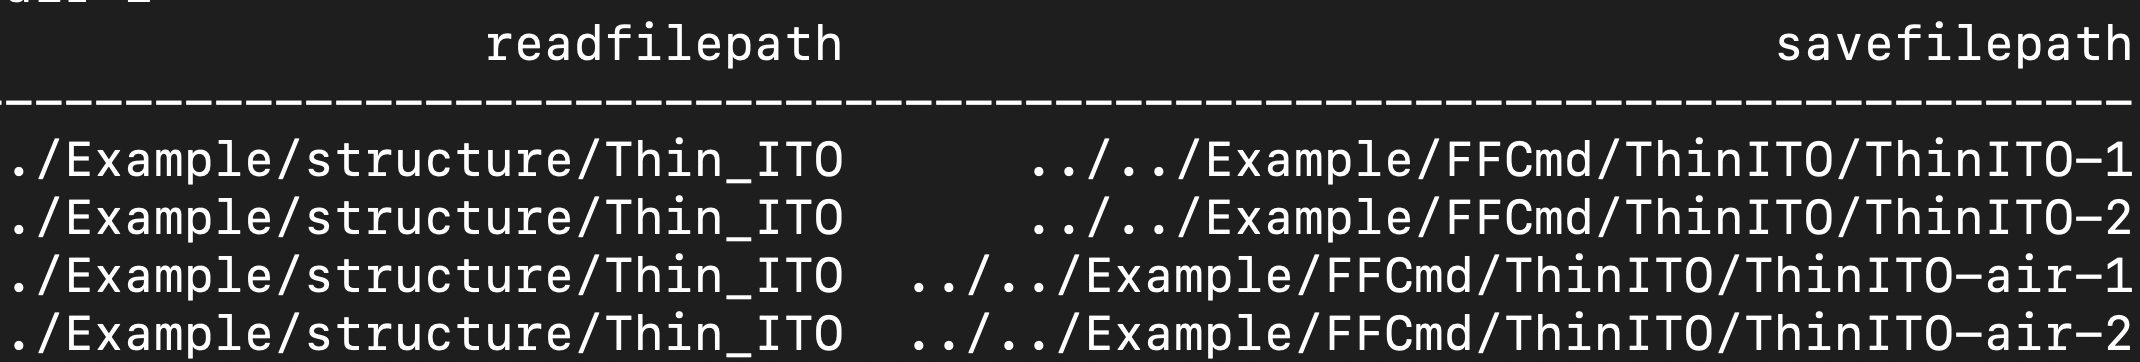 readfilepath savefilepath
--------------------------------------------------------------------------------
./Example/structure/Thin_ITO ../../Example/FFCmd/ThinITO/ThinITO-1
./Example/structure/Thin_ITO ../../Example/FFCmd/ThinITO/ThinITO-2
./Example/structure/Thin_ITO ../../Example/FFCmd/ThinITO/ThinITO-air-1
./Example/structure/Thin_ITO ../../Example/FFCmd/ThinITO/ThinITO-air-2